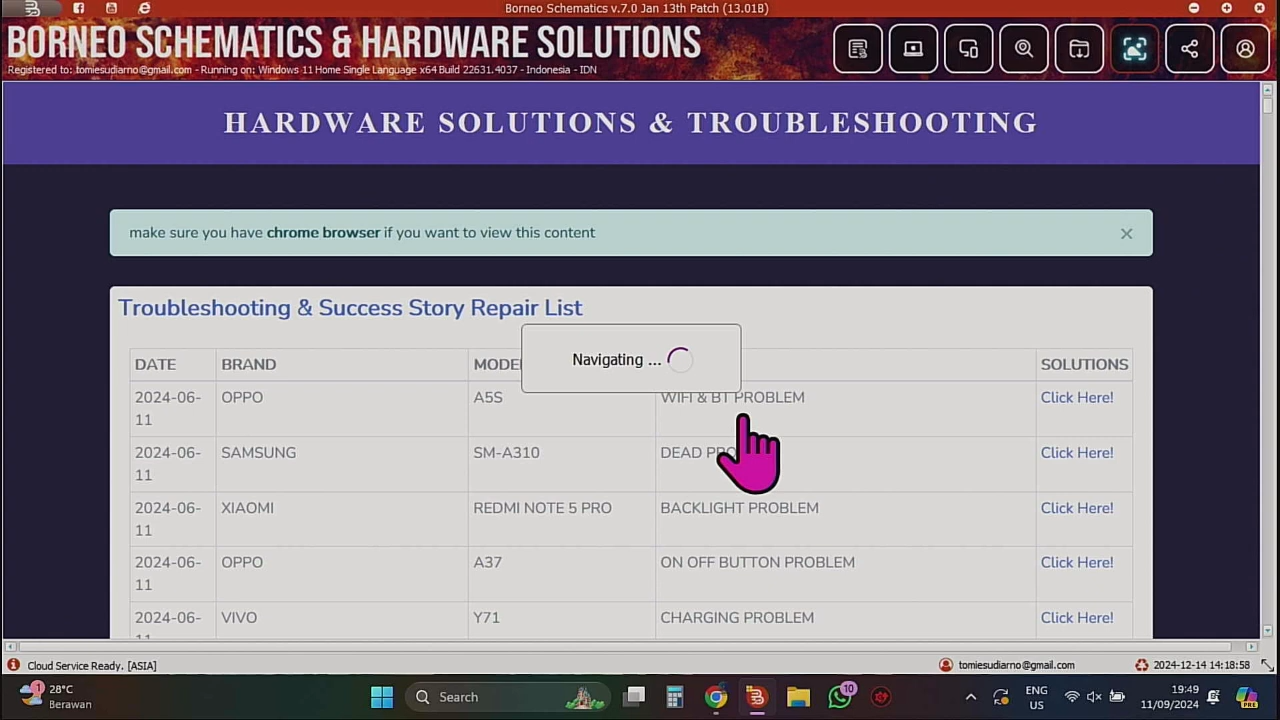 Borneo Schematics v.7.0 Jan 13th Patch (13.01B)
BORNEO SCHEMATICS & HARDWARE SOLUTIONS
Registered to: tomiesudiarno@gmail.com - Running on: Windows 11 Home Single Language x64 Build 22631.4037 - Indonesia - IDN
HARDWARE SOLUTIONS & TROUBLESHOOTING
make sure you have chrome browser if you want to view this content ×
Troubleshooting & Success Story Repair List
Navigating ...
DATE BRAND SOLUTIONS
2024-06-11 OPPO A5S WIFI & BT PROBLEM Click Here!
2024-06-11 SAMSUNG SM-A310 DEAD Click Here!
2024-06-11 XIAOMI REDMI NOTE 5 PRO BACKLIGHT PROBLEM Click Here!
2024-06-11 OPPO A37 ON OFF BUTTON PROBLEM Click Here!
2024-06- VIVO Y71 CHARGING PROBLEM Click Here!
Cloud Service Ready. [ASIA] tomiesudiarno@gmail.com 2024-12-14 14:18:58
1 28°C
Berawan
Search
10
ENG
US
19:49
11/09/2024
PRE